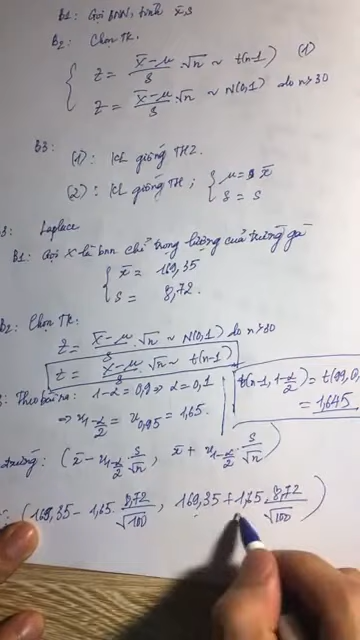 B1: Gọi BNN, tính x̄, s
B2: Chọn TK.
{ Z = (x̄ - μ)/s . √n ~ t(n-1) (1)
Z = (x̄ - μ)/s . √n ~ N(0,1) do n>30
B3:
(1): KL giống TH2.
(2): KL giống TH ; { μ = x̄
s = s
Laplace
B1: Gọi X là bnn chỉ trọng lượng của trứng gà
{ x̄ = 169,35
s = 8,72.
B2: Chọn TK.
Z = (x̄ - μ)/s . √n ~ N(0,1) do n>30
Z = (x̄ - μ)/s . √n ~ t(n-1)
Theo bài ra: 1-α = 0,9 ⇒ α = 0,1
t(n-1, 1-α/2) = t(99,0,
= 1,645
⇒ u_{1-α/2} = u_{0,95} = 1,65.
trưng: (x̄ - u_{1-α/2} s/√n ; x̄ + u_{1-α/2} s/√n)
(169,35 - 1,65 . 8,72/√100 ; 169,35 + 1,65 . 8,72/√100)